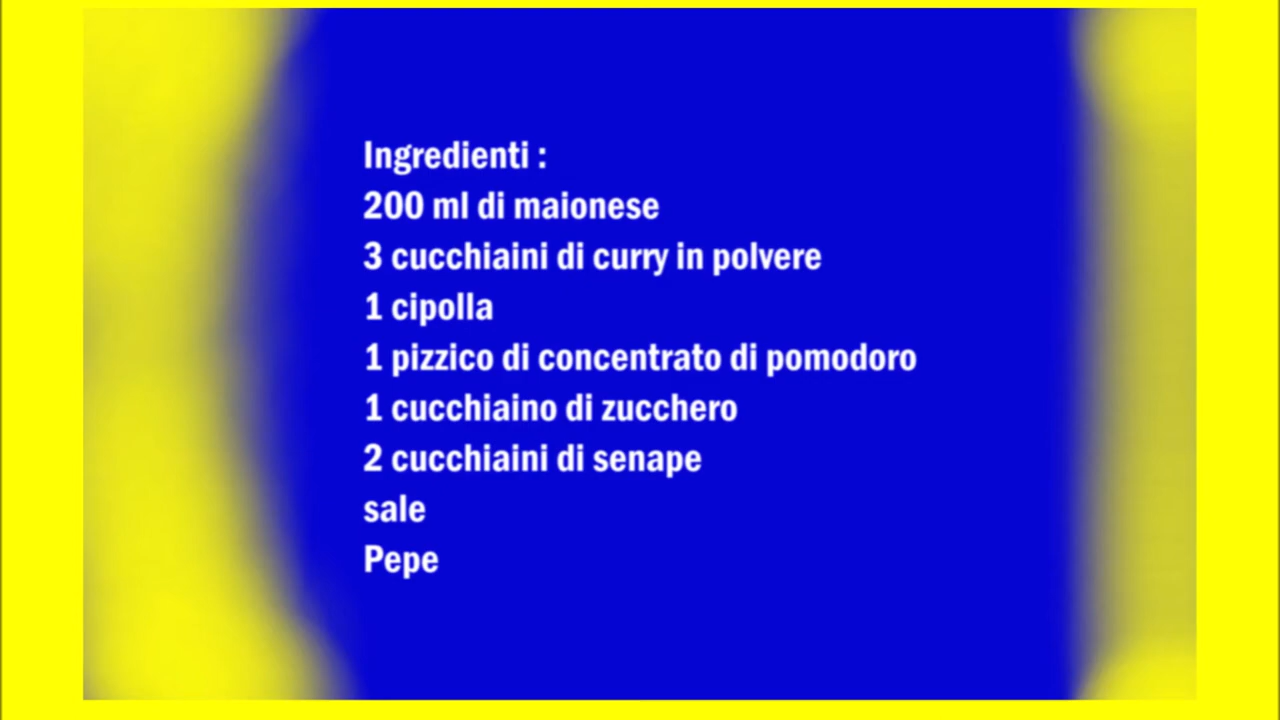 Ingredienti :
200 ml di maionese
3 cucchiaini di curry in polvere
1 cipolla
1 pizzico di concentrato di pomodoro
1 cucchiaino di zucchero
2 cucchiaini di senape
sale
Pepe